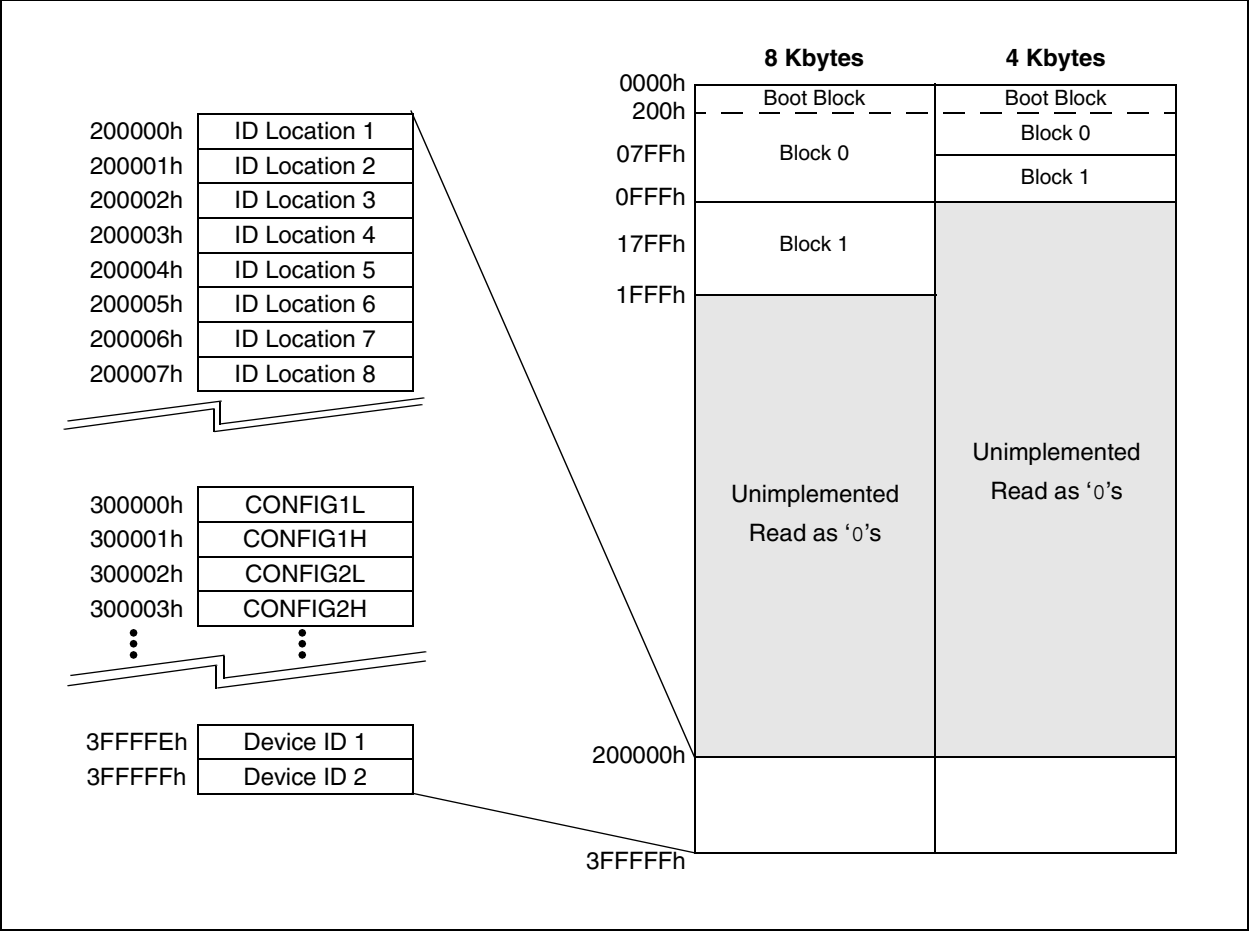 200000h ID Location 1
200001h ID Location 2
200002h ID Location 3
200003h ID Location 4
200004h ID Location 5
200005h ID Location 6
200006h ID Location 7
200007h ID Location 8
300000h CONFIG1L
300001h CONFIG1H
300002h CONFIG2L
300003h CONFIG2H
3FFFFEh Device ID 1
3FFFFFh Device ID 2
8 Kbytes 4 Kbytes
0000h
Boot Block Boot Block
200h
Block 0
07FFh Block 0
Block 1
0FFFh
17FFh Block 1
1FFFh
Unimplemented
Read as ‘0’s
Unimplemented
Read as ‘0’s
200000h
3FFFFFh